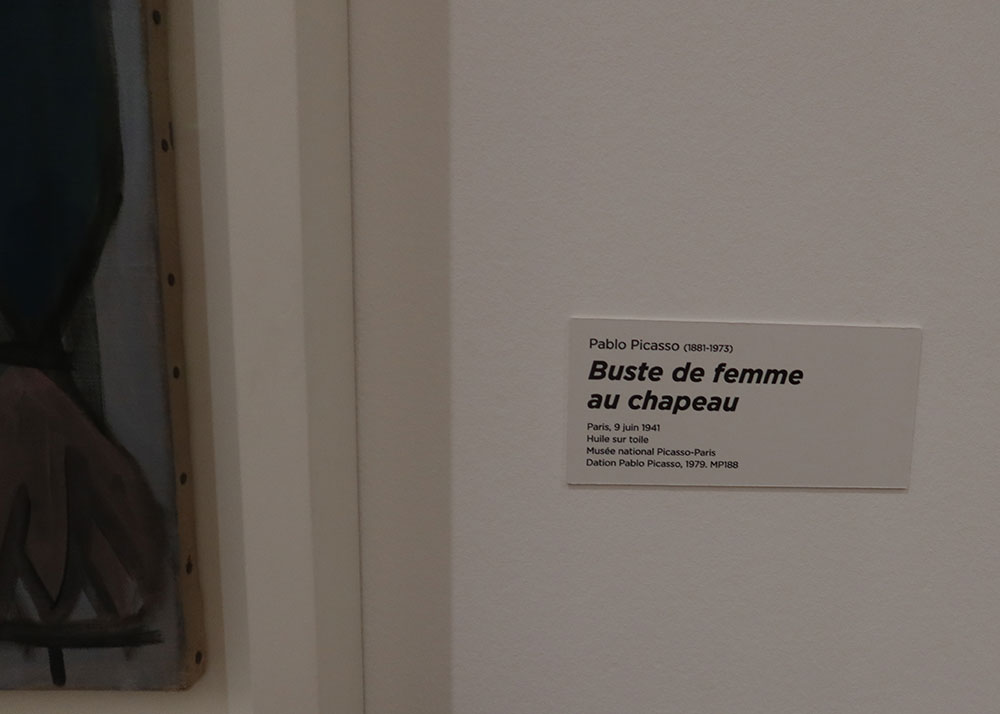 Pablo Picasso (1881-1973)
Buste de femme
au chapeau
Paris, 9 juin 1941
Huile sur toile
Musée national Picasso-Paris
Dation Pablo Picasso, 1979. MP188